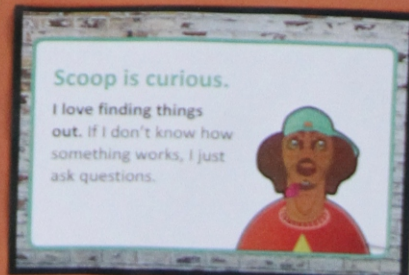 Scoop is curious.
I love finding things
out. If I don't know how
something works, I just
ask questions.